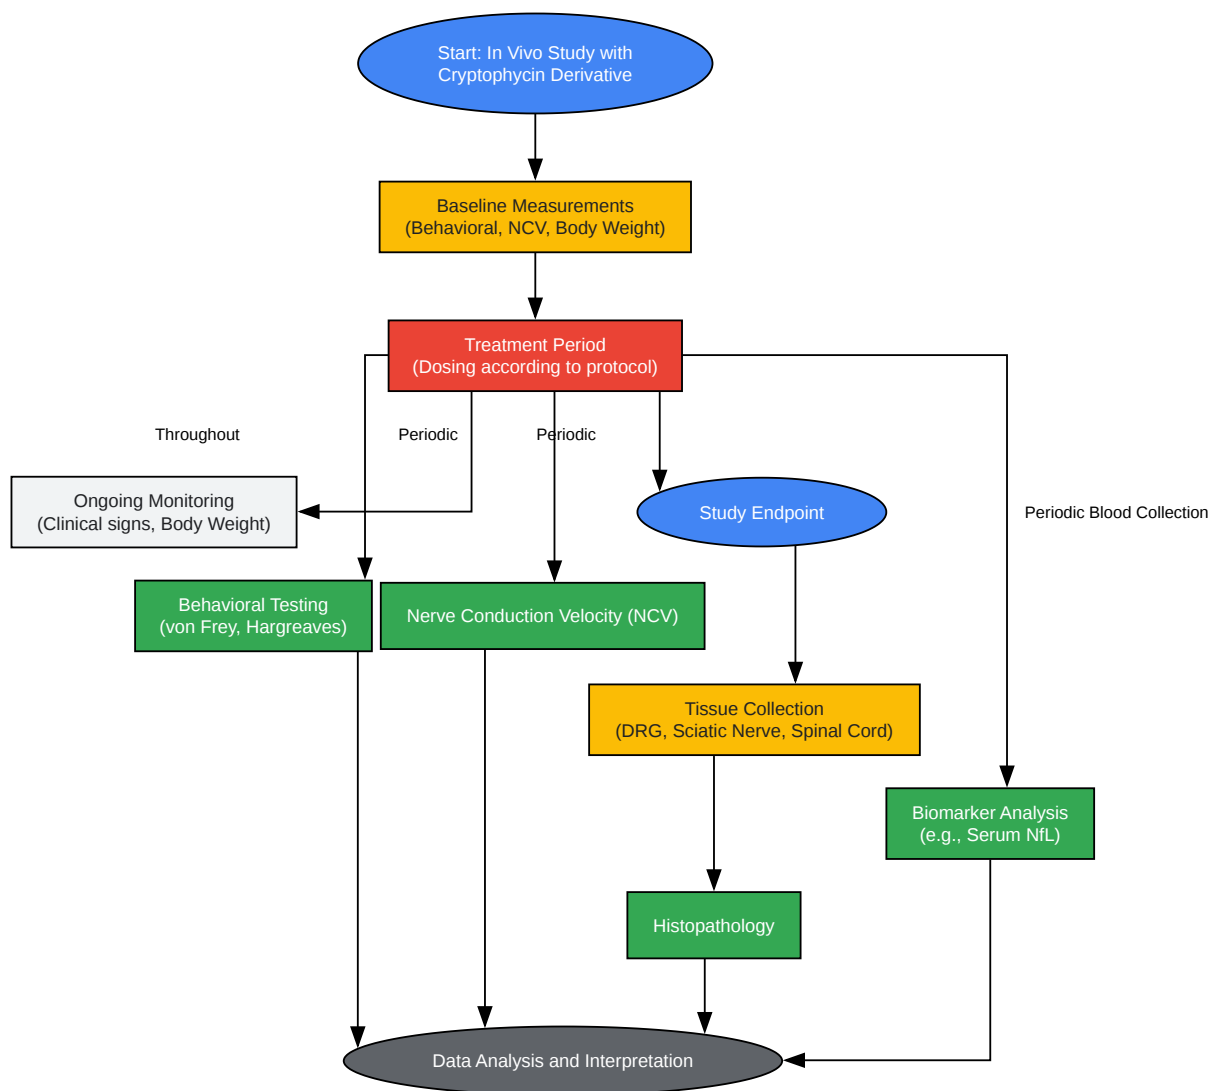 Start: In Vivo Study with
Cryptophycin Derivative
Baseline Measurements
(Behavioral, NCV, Body Weight)
Treatment Period
(Dosing according to protocol)
Throughout
Periodic
Periodic
Ongoing Monitoring
(Clinical signs, Body Weight)
Study Endpoint
Periodic Blood Collection
Behavioral Testing
(von Frey, Hargreaves)
Nerve Conduction Velocity (NCV)
Tissue Collection
(DRG, Sciatic Nerve, Spinal Cord)
Biomarker Analysis
(e.g., Serum NfL)
Histopathology
Data Analysis and Interpretation